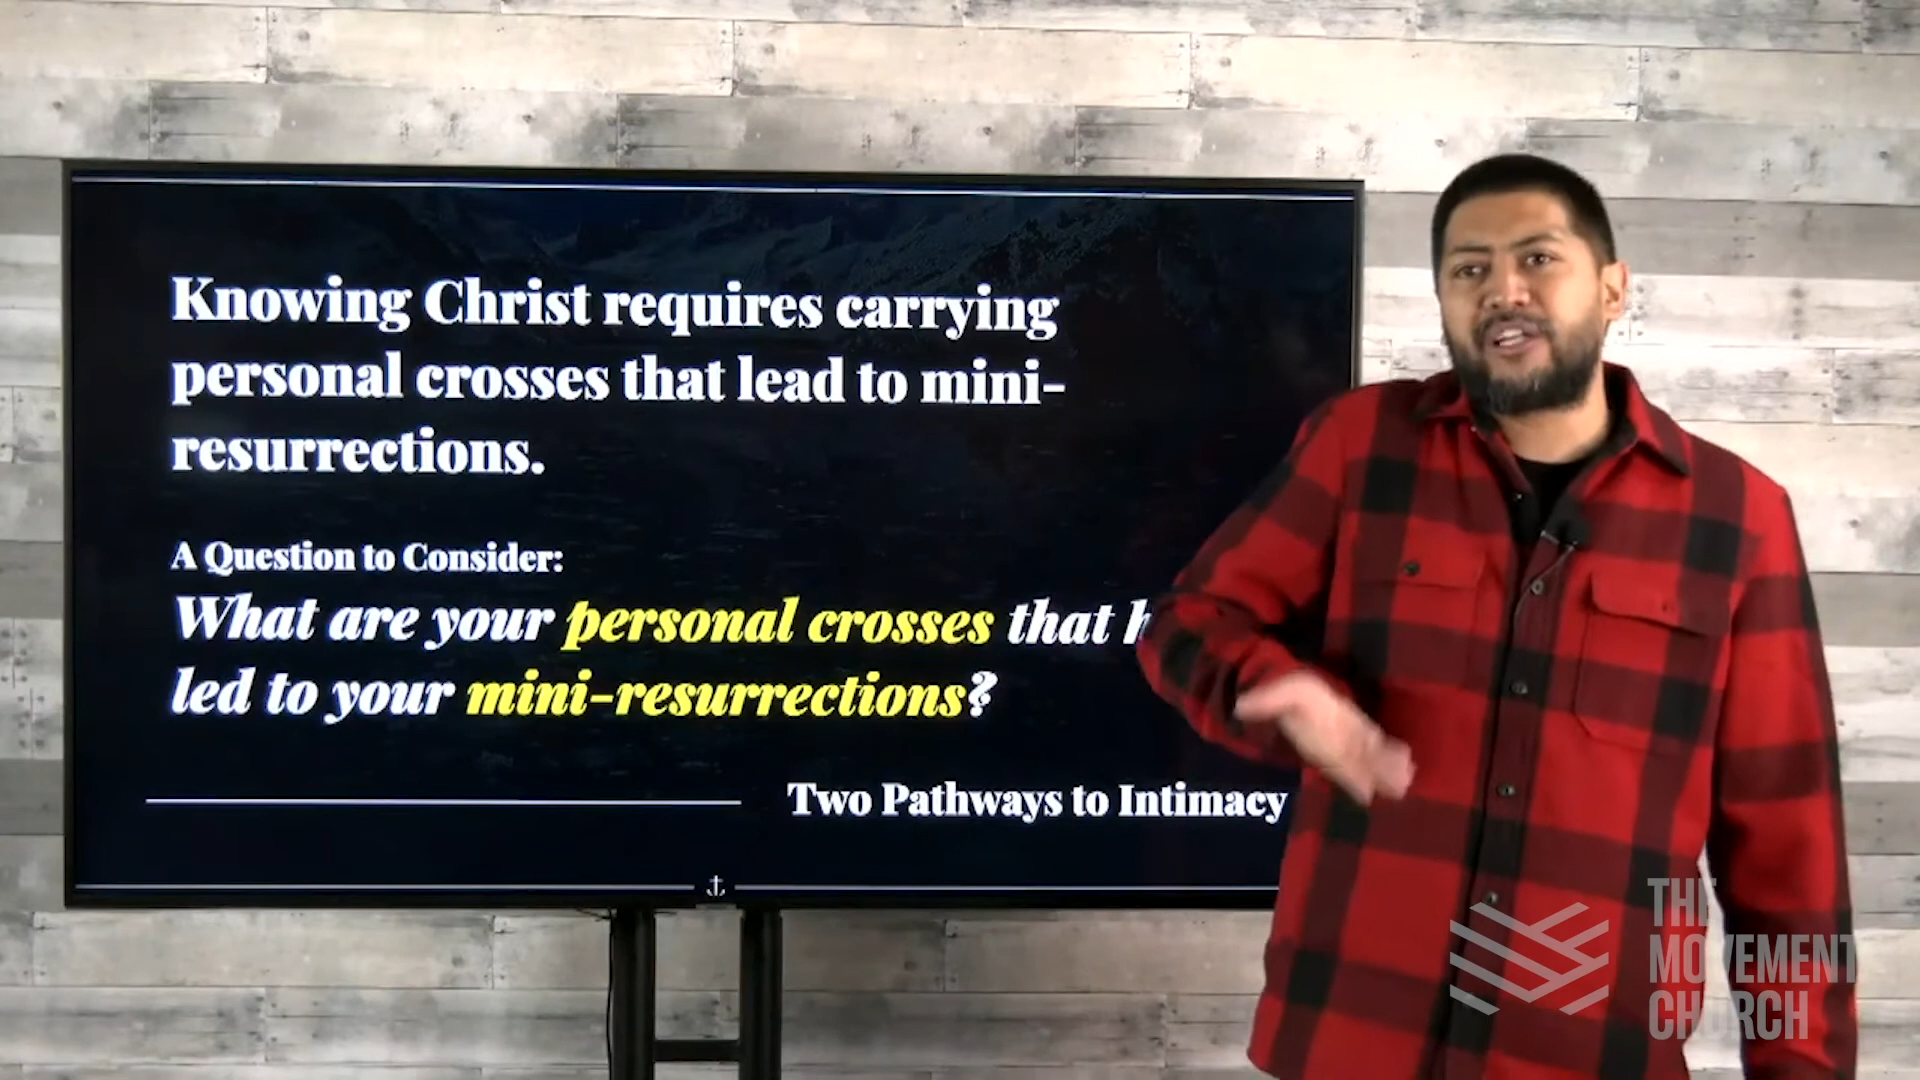 Knowing Christ requires carrying
personal crosses that lead to mini-
resurrections.
A Question to Consider:
What are your personal crosses that
led to your mini-resurrections?
Two Pathways to Intimacy
THE
MOVEMENT
CHURCH